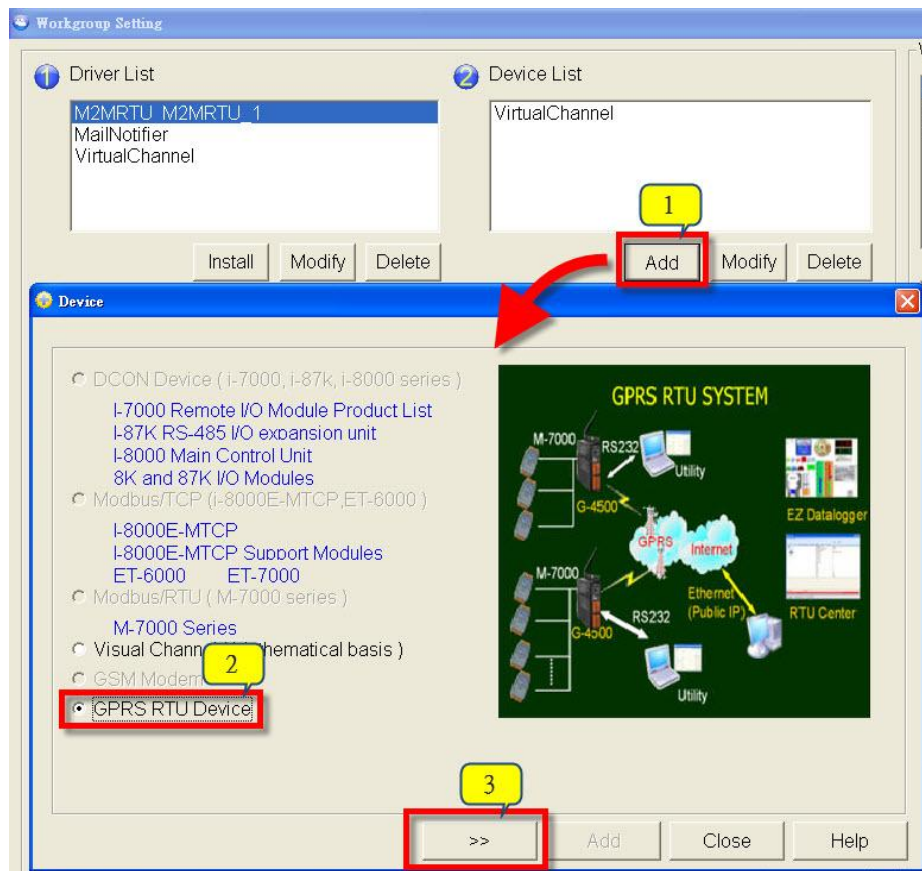 Workgroup Setting
1 Driver List
2 Device List
M2MRTU M2MRTU_1
MailNotifier
VirtualChannel
VirtualChannel
1
Install Modify Delete
Add Modify Delete
Device
DCON Device ( i-7000, i-87k, i-8000 series )
I-7000 Remote I/O Module Product List
I-87K RS-485 I/O expansion unit
I-8000 Main Control Unit
8K and 87K I/O Modules
Modbus/TCP (i-8000E-MTCP,ET-6000 )
I-8000E-MTCP
I-8000E-MTCP Support Modules
ET-6000 ET-7000
Modbus/RTU ( M-7000 series )
M-7000 Series
Visual Chann hematical basis )
2
GSM Modem
GPRS RTU Device
GPRS RTU SYSTEM
M-7000
RS232
Utility
G-4500
EZ Datalogger
GPRS
Internet
M-7000
Ethernet
(Public IP)
RTU Center
RS232
G-4500
Utility
3
>> Add Close Help